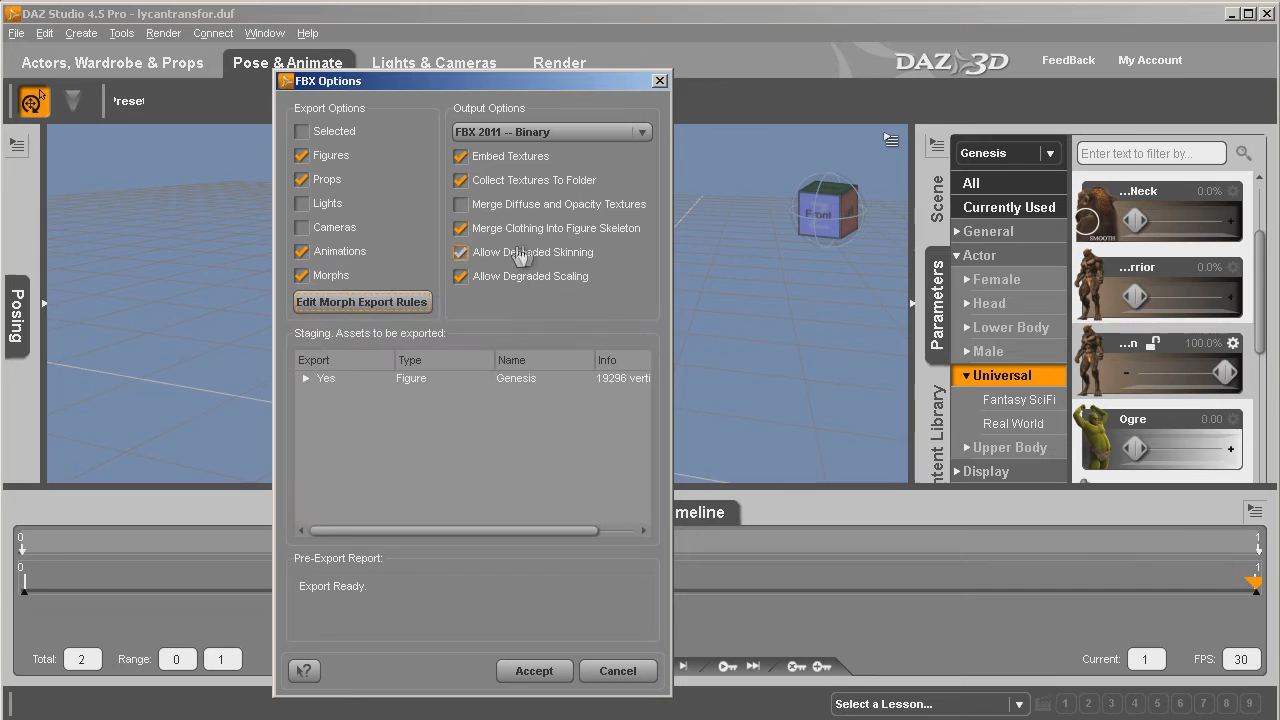 DAZ Studio 4.5 Pro - lycantransfor.duf
File Edit Create Tools Render Connect Window Help
Actors, Wardrobe & Props Pose & Animate Lights & Cameras Render
DAZ 3D
FeedBack My Account
FBX Options
Export Options
Selected
Figures
Props
Lights
Cameras
Animations
Morphs
Edit Morph Export Rules
Output Options
FBX 2011 -- Binary
Embed Textures
Collect Textures To Folder
Merge Diffuse and Opacity Textures
Merge Clothing Into Figure Skeleton
Allow Degraded Skinning
Allow Degraded Scaling
Staging. Assets to be exported:
Export Type Name Info
Yes Figure Genesis 19296 verti
Pre-Export Report:
Export Ready.
Accept Cancel
Posing
Front
Scene
Parameters
Genesis
Enter text to filter by...
All
Currently Used
General
Actor
Female
Head
Lower Body
Male
Universal
Fantasy SciFi
Real World
Upper Body
Display
...Neck 0.0%
SMOOTH
...rrior 0.0%
...n 100.0%
Ogre 0.00
meline
0 1
0 1
Total: 2 Range: 0 1
Current: 1 FPS: 30
Select a Lesson...
1 2 3 4 5 6 7 8 9